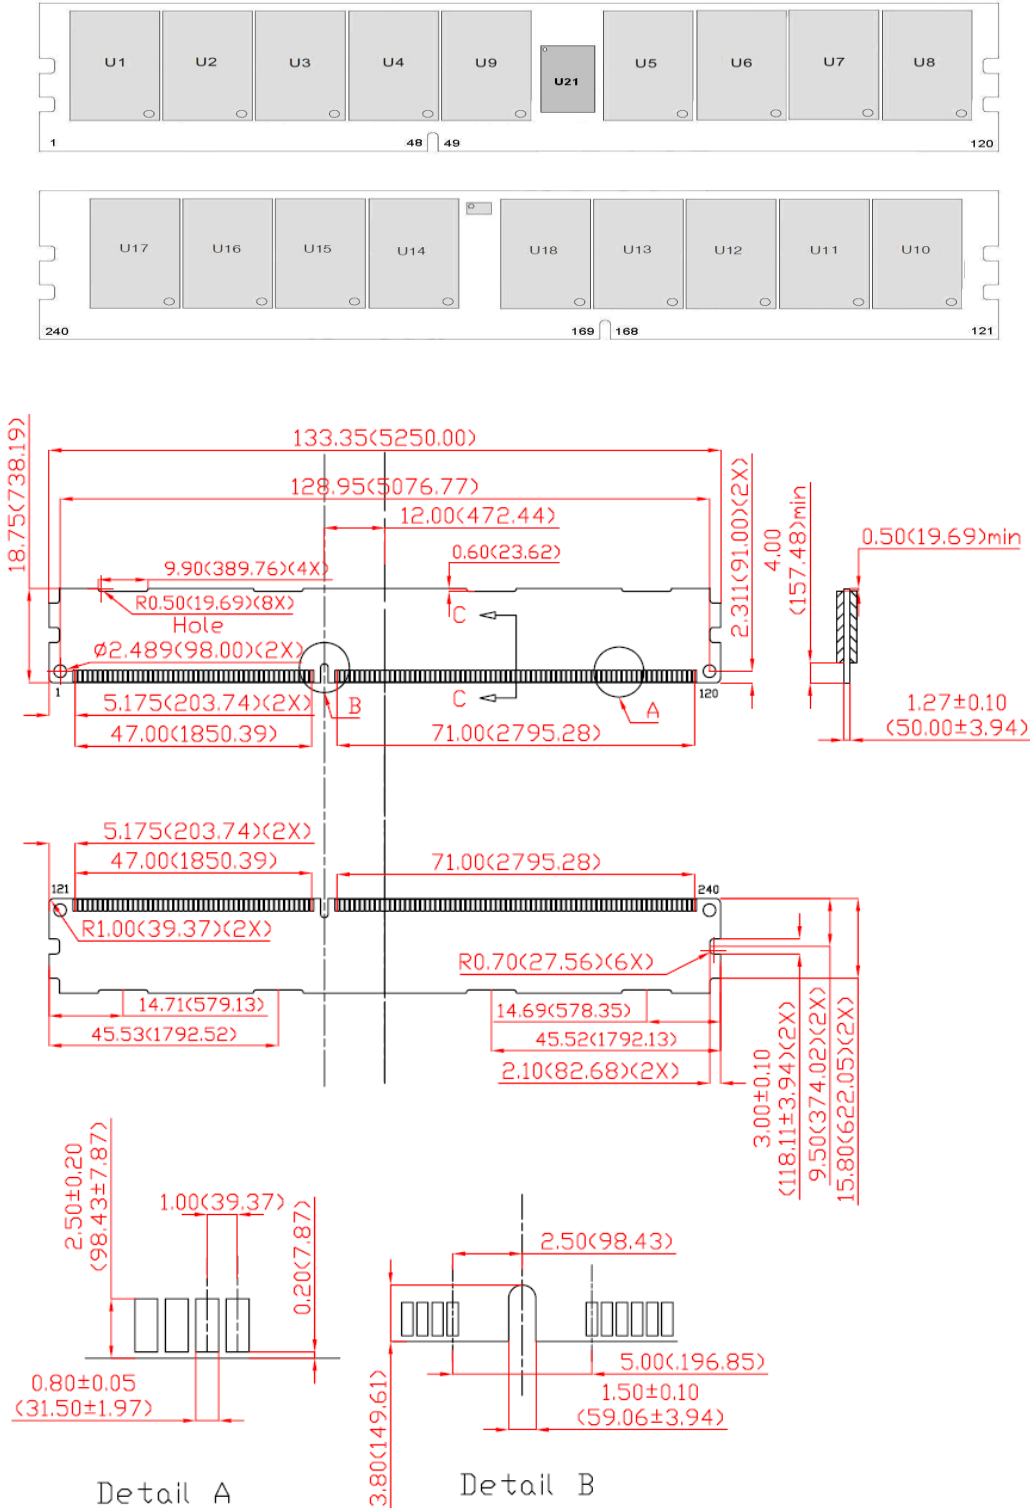 U1 U2 U3 U4 U9 U21 U5 U6 U7 U8
1 48 49 120
U17 U16 U15 U14 U18 U13 U12 U11 U10
240 169 168 121
133.35(5250.00)
128.95(5076.77)
12.00(472.44)
18.75(738.19)
9.90(389.76)(4X)
0.60(23.62)
R0.50(19.69)(8X)
Hole
Ø2.489(98.00)(2X)
C
C
1
B
A
120
5.175(203.74)(2X)
47.00(1850.39)
71.00(2795.28)
2.311(91.00)(2X)
4.00
(157.48)min
0.50(19.69)min
1.27±0.10
(50.00±3.94)
5.175(203.74)(2X)
47.00(1850.39)
71.00(2795.28)
121
240
R1.00(39.37)(2X)
R0.70(27.56)(6X)
14.71(579.13)
45.53(1792.52)
14.69(578.35)
45.52(1792.13)
2.10(82.68)(2X)
3.00±0.10
(118.11±3.94)(2X)
9.50(374.02)(2X)
15.80(622.05)(2X)
2.50±0.20
(98.43±7.87)
1.00(39.37)
0.20(7.87)
0.80±0.05
(31.50±1.97)
Detail A
2.50(98.43)
5.00(.196.85)
1.50±0.10
(59.06±3.94)
3.80(149.61)
Detail B